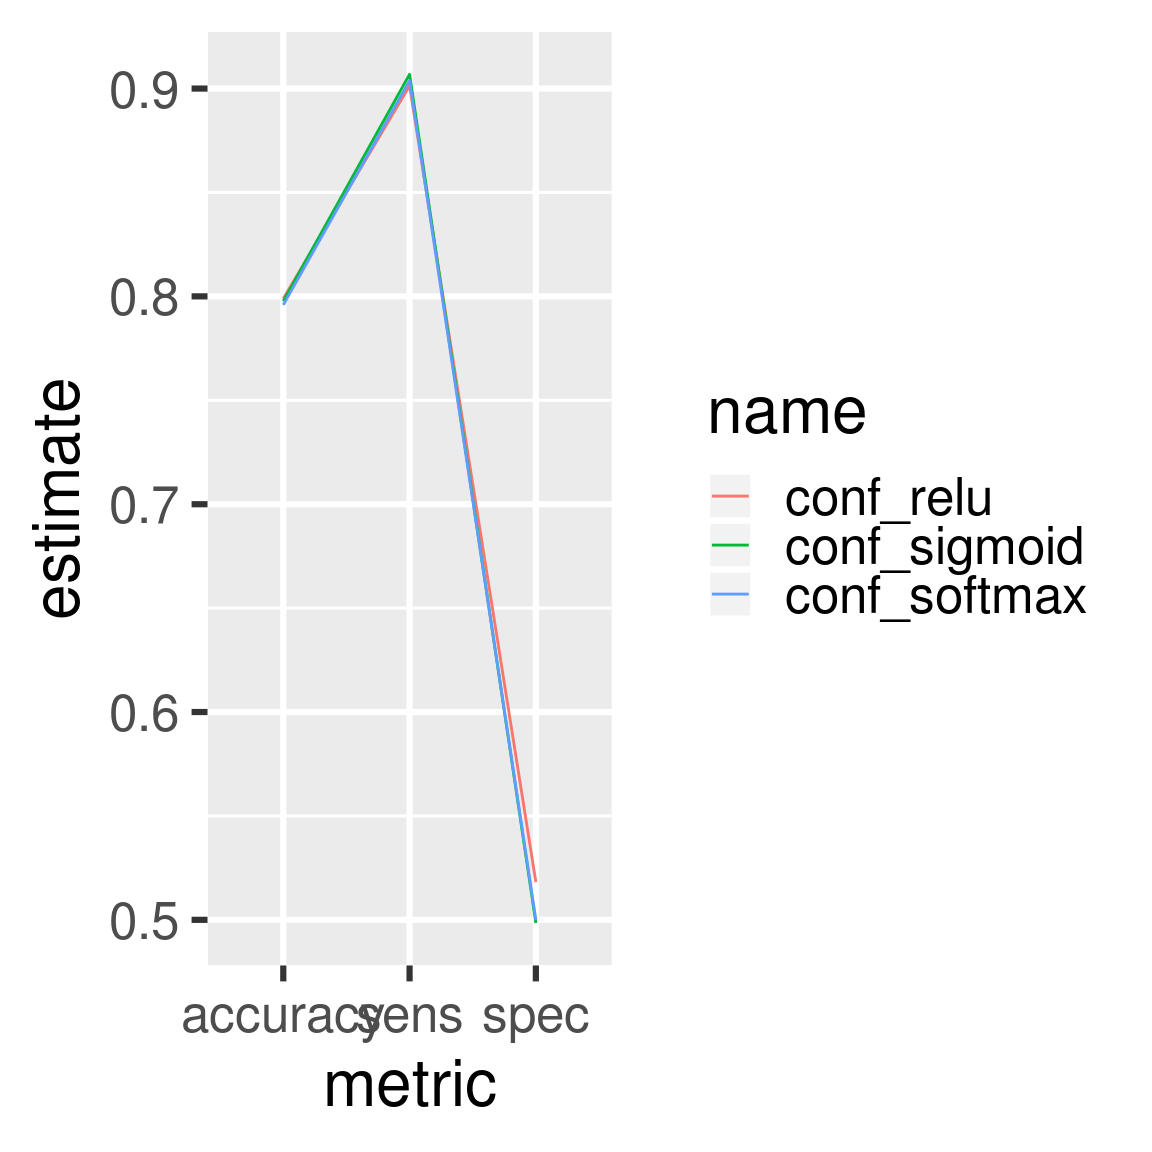 estimate
0.9
0.8
0.7
0.6
0.5
accuracy sens spec
metric
name
conf_relu
conf_sigmoid
conf_softmax